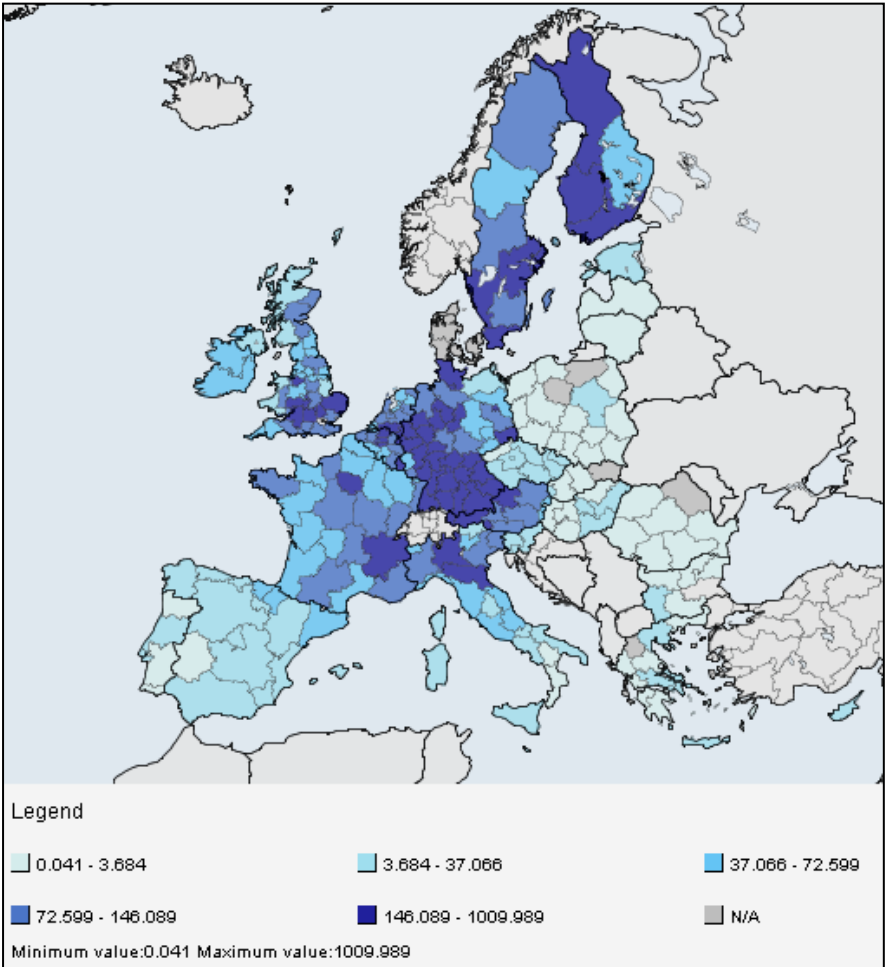 Legend
0.041 - 3.684
3.684 - 37.066
37.066 - 72.599
72.599 - 146.089
146.089 - 1009.989
N/A
Minimum value:0.041 Maximum value:1009.989